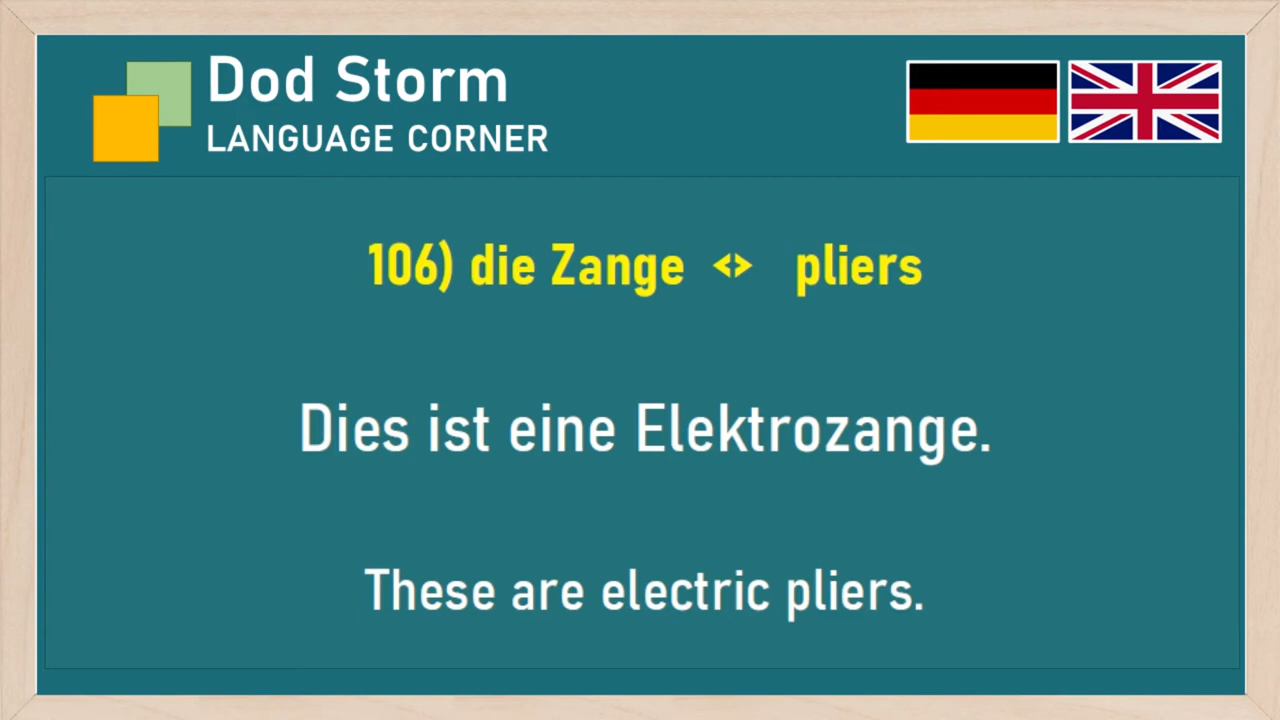 Dod Storm
LANGUAGE CORNER
106) die Zange <> pliers
Dies ist eine Elektrozange.
These are electric pliers.